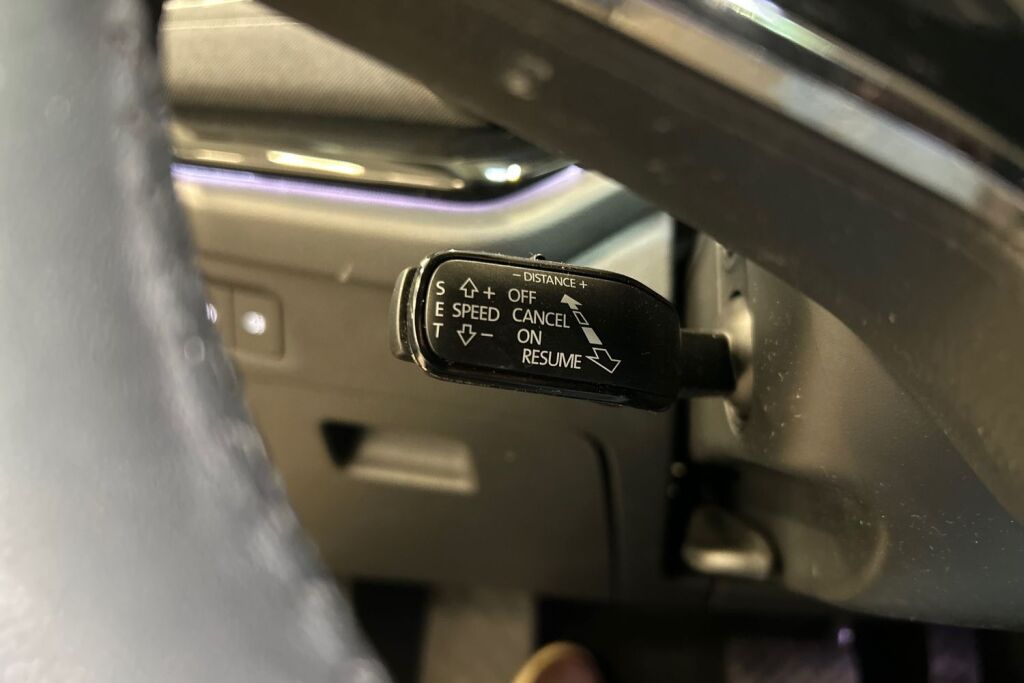 - DISTANCE +
S + OFF
E SPEED CANCEL
T - ON
RESUME